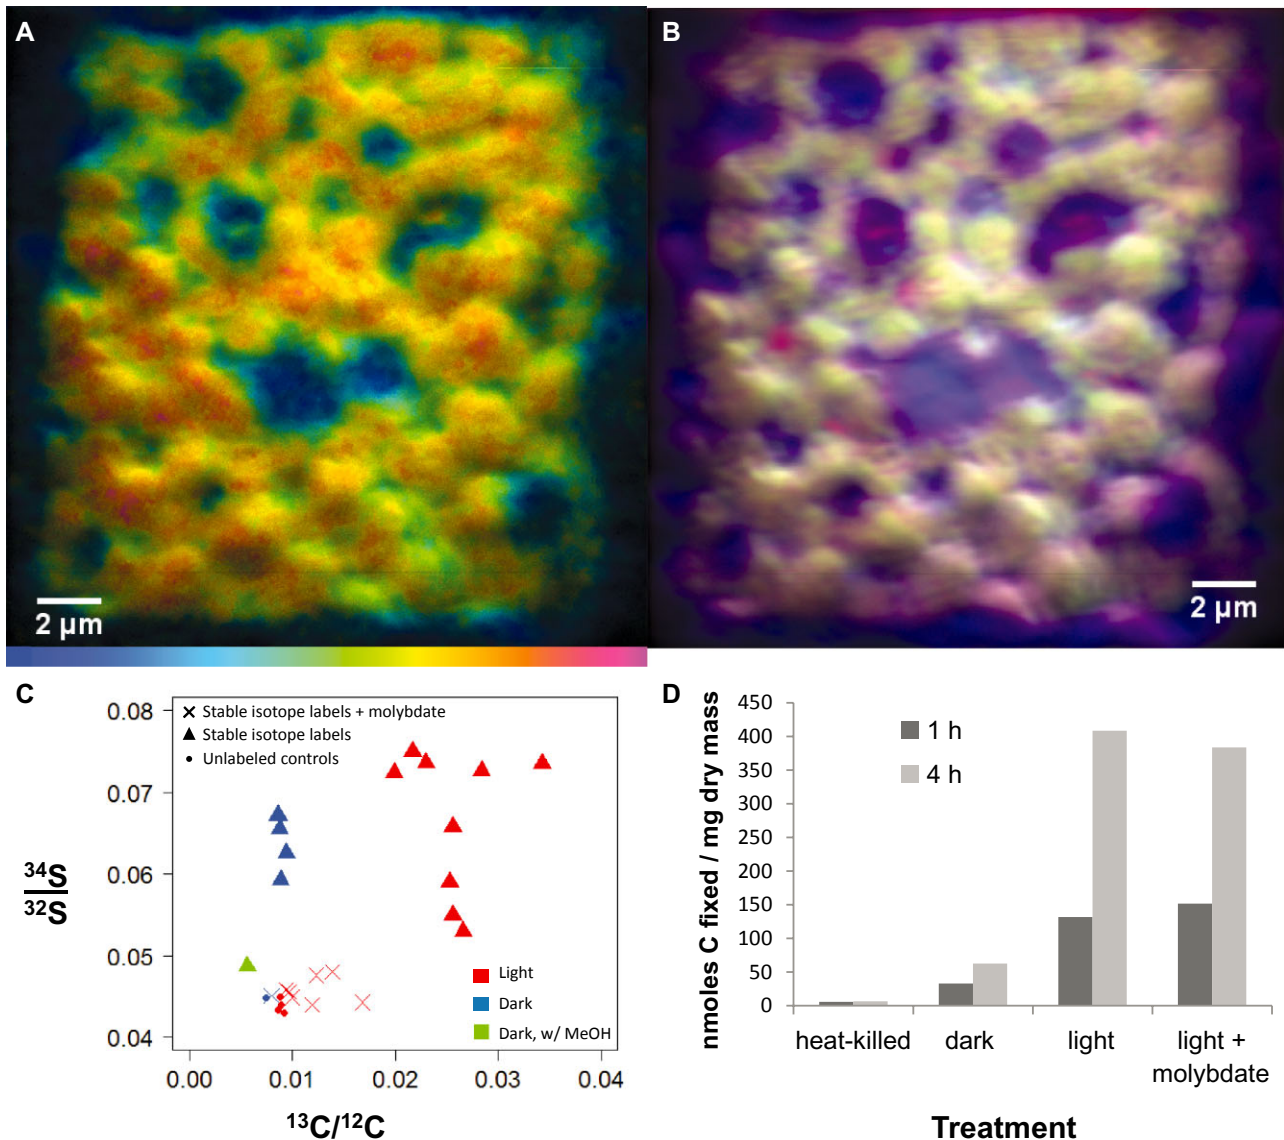 A
B
2 µm
2 µm
C
D
0.08
0.07
0.06
0.05
0.04
34S
32S
× Stable isotope labels + molybdate
▲ Stable isotope labels
• Unlabeled controls
Light
Dark
Dark, w/ MeOH
0.00 0.01 0.02 0.03 0.04
13C/12C
nmoles C fixed / mg dry mass
450
400
350
300
250
200
150
100
50
0
1 h
4 h
heat-killed dark light light +
molybdate
Treatment